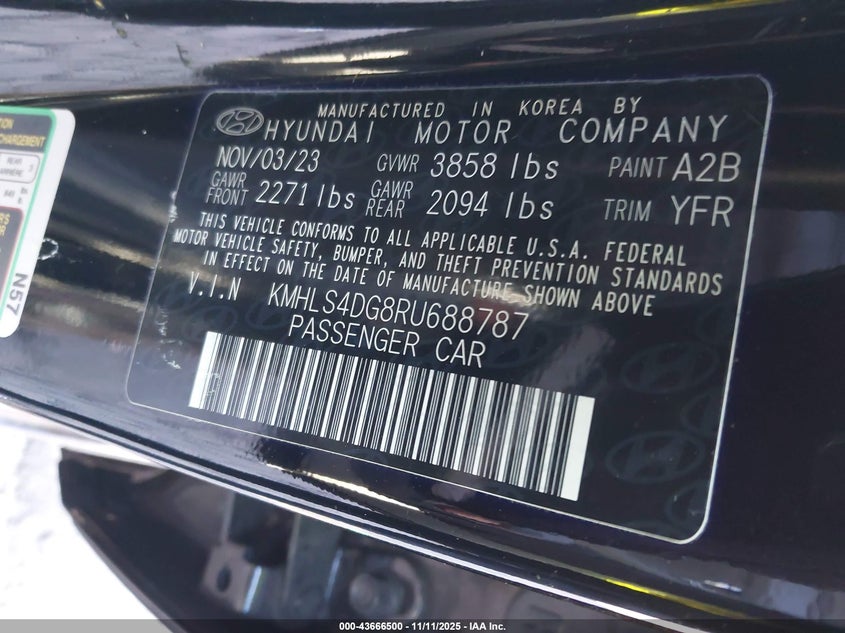 MANUFACTURED IN KOREA BY
HYUNDAI MOTOR COMPANY
NOV/03/23 GVWR 3858 lbs PAINT A2B
GAWR FRONT 2271 lbs GAWR REAR 2094 lbs TRIM YFR
THIS VEHICLE CONFORMS TO ALL APPLICABLE U.S.A. FEDERAL
MOTOR VEHICLE SAFETY, BUMPER, AND THEFT PREVENTION STANDARDS
IN EFFECT ON THE DATE OF MANUFACTURE SHOWN ABOVE
V.I.N KMHLS4DG8RU688787
PASSENGER CAR
REAR
N57
000-43666500 - 11/11/2025 - IAA Inc.